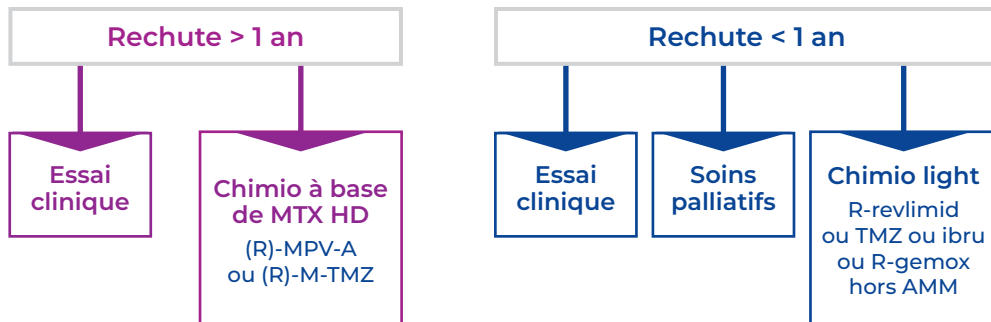 Rechute > 1 an
Essai
clinique
Chimio à base
de MTX HD
(R)-MPV-A
ou (R)-M-TMZ
Rechute < 1 an
Essai
clinique
Soins
palliatifs
Chimio light
R-revlimid
ou TMZ ou ibru
ou R-gemox
hors AMM